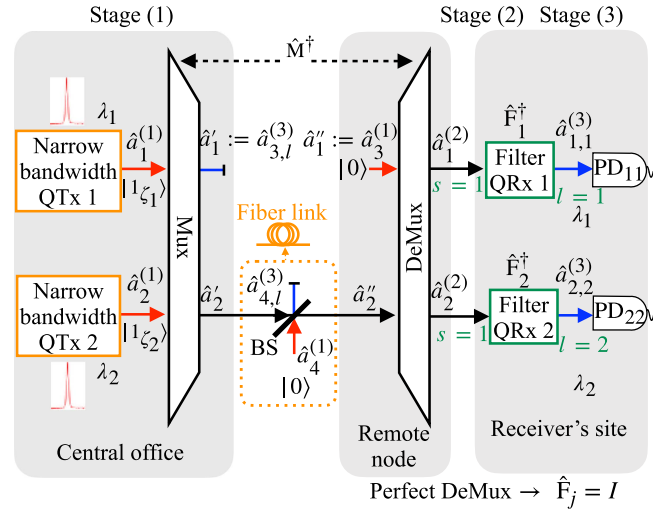 Stage (1)
Stage (2)
Stage (3)
M̂†
λ₁
Narrow
bandwidth
QTx 1
â₁⁽¹⁾
|1_ζ₁⟩
Mux
â′₁ := â₃,ₗ⁽³⁾
â″₁ := â₃⁽¹⁾
|0⟩
DeMux
â₁⁽²⁾
s = 1
F̂₁†
Filter
QRx 1
â₁,₁⁽³⁾
l = 1
λ₁
PD₁₁
Fiber link
Narrow
bandwidth
QTx 2
â₂⁽¹⁾
|1_ζ₂⟩
λ₂
â′₂
â₄,ₗ⁽³⁾
BS
â₄⁽¹⁾
|0⟩
â″₂
â₂⁽²⁾
s = 1
F̂₂†
Filter
QRx 2
â₂,₂⁽³⁾
l = 2
λ₂
PD₂₂
Central office
Remote
node
Receiver's site
Perfect DeMux → F̂ⱼ = I